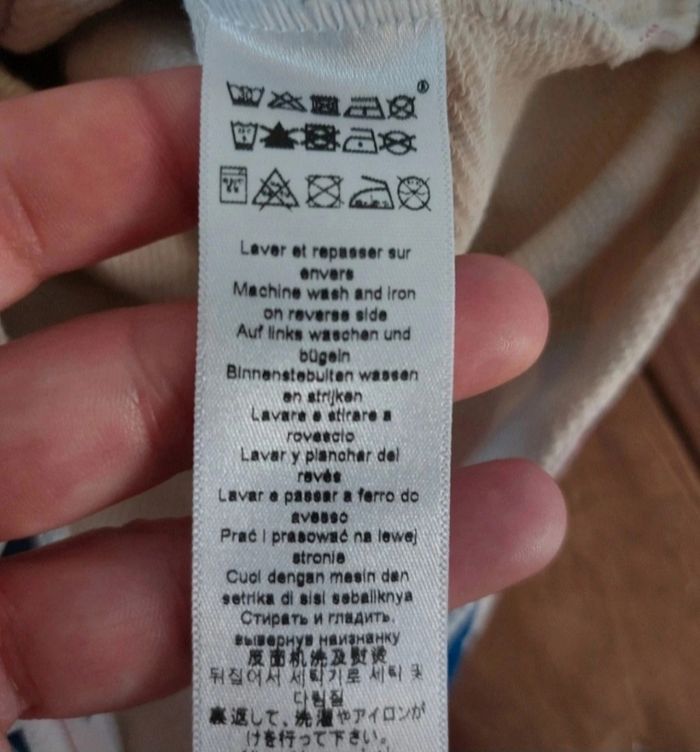 30
®
Laver et repasser sur
envers
Machine wash and iron
on reverse side
Auf links waschen und
bügeln
Binnenstebuiten wassen
en strijken
Lavare e stirare a
rovescio
Lavar y planchar del
revés
Lavar e passar a ferro do
avesso
Prać i prasować na lewej
stronie
Cuci dengan mesin dan
setrika di sisi sebaliknya
Стирать и гладить,
вывернув наизнанку
反面机洗及熨烫
뒤집어서 세탁기로 세탁 및
다림질
裏返して、洗濯やアイロンが
けを行って下さい。